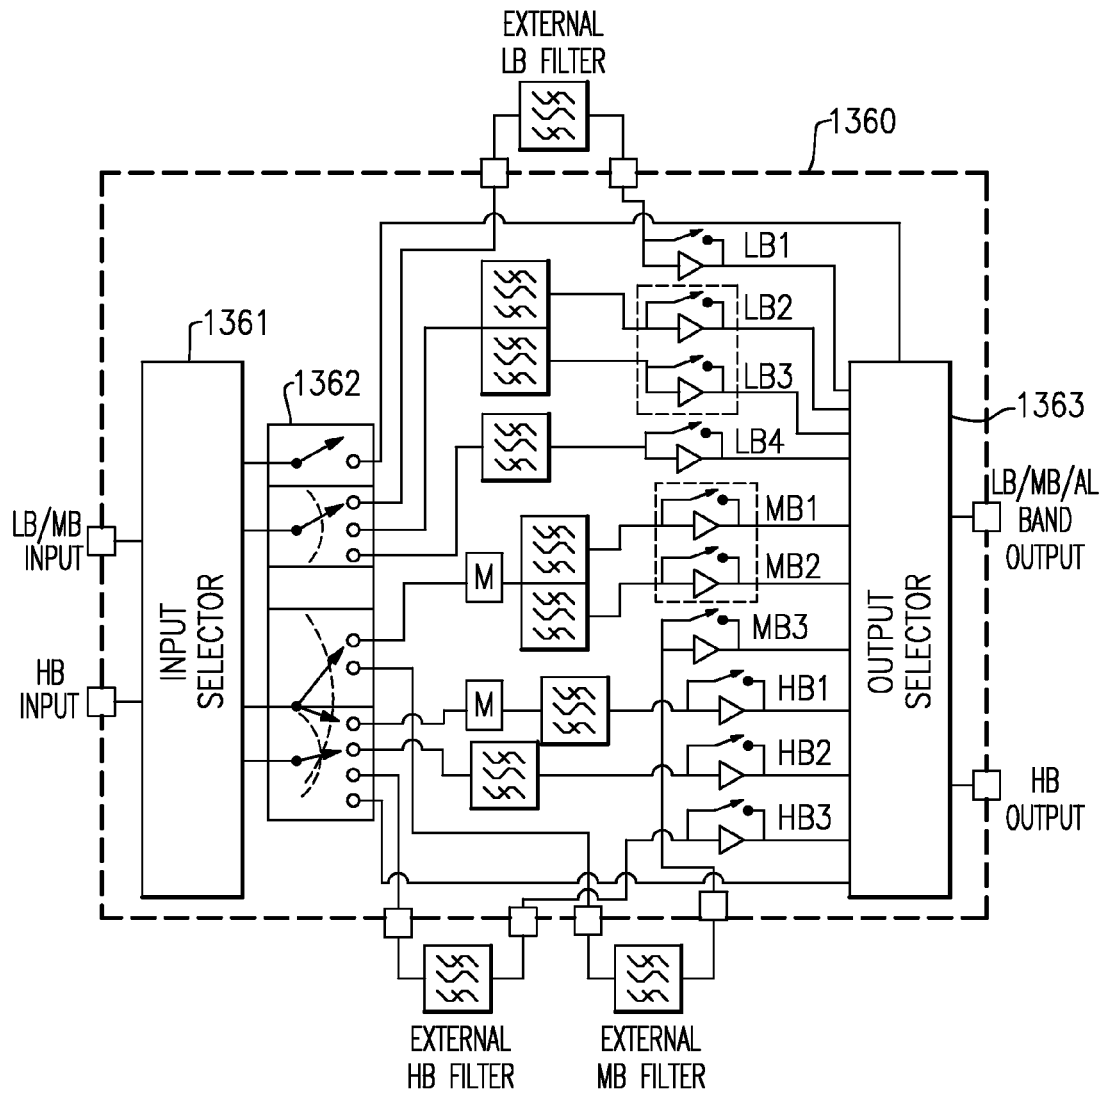 EXTERNAL
LB FILTER
1360
LB1
LB2
1361
LB3
1362
1363
LB4
LB/MB/AL
BAND
OUTPUT
LB/MB
INPUT
MB1
M
MB2
MB3
INPUT
SELECTOR
OUTPUT
SELECTOR
HB
INPUT
M
HB1
HB2
HB
OUTPUT
HB3
EXTERNAL
HB FILTER
EXTERNAL
MB FILTER